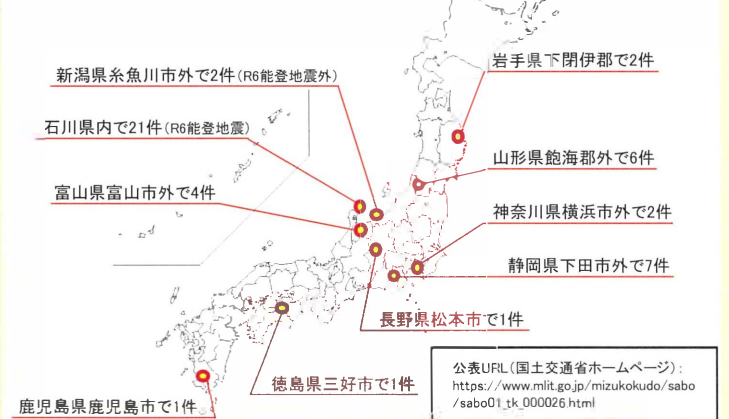 岩手県下閉伊郡で2件
新潟県糸魚川市外で2件(R6能登地震外)
石川県内で21件(R6能登地震)
山形県飽海郡外で6件
富山県富山市外で4件
神奈川県横浜市外で2件
静岡県下田市外で7件
長野県松本市で1件
徳島県三好市で1件
鹿児島県鹿児島市で1件
公表URL(国土交通省ホームページ):
https://www.mlit.go.jp/mizukokudo/sabo
/sabo01_tk_000026.html